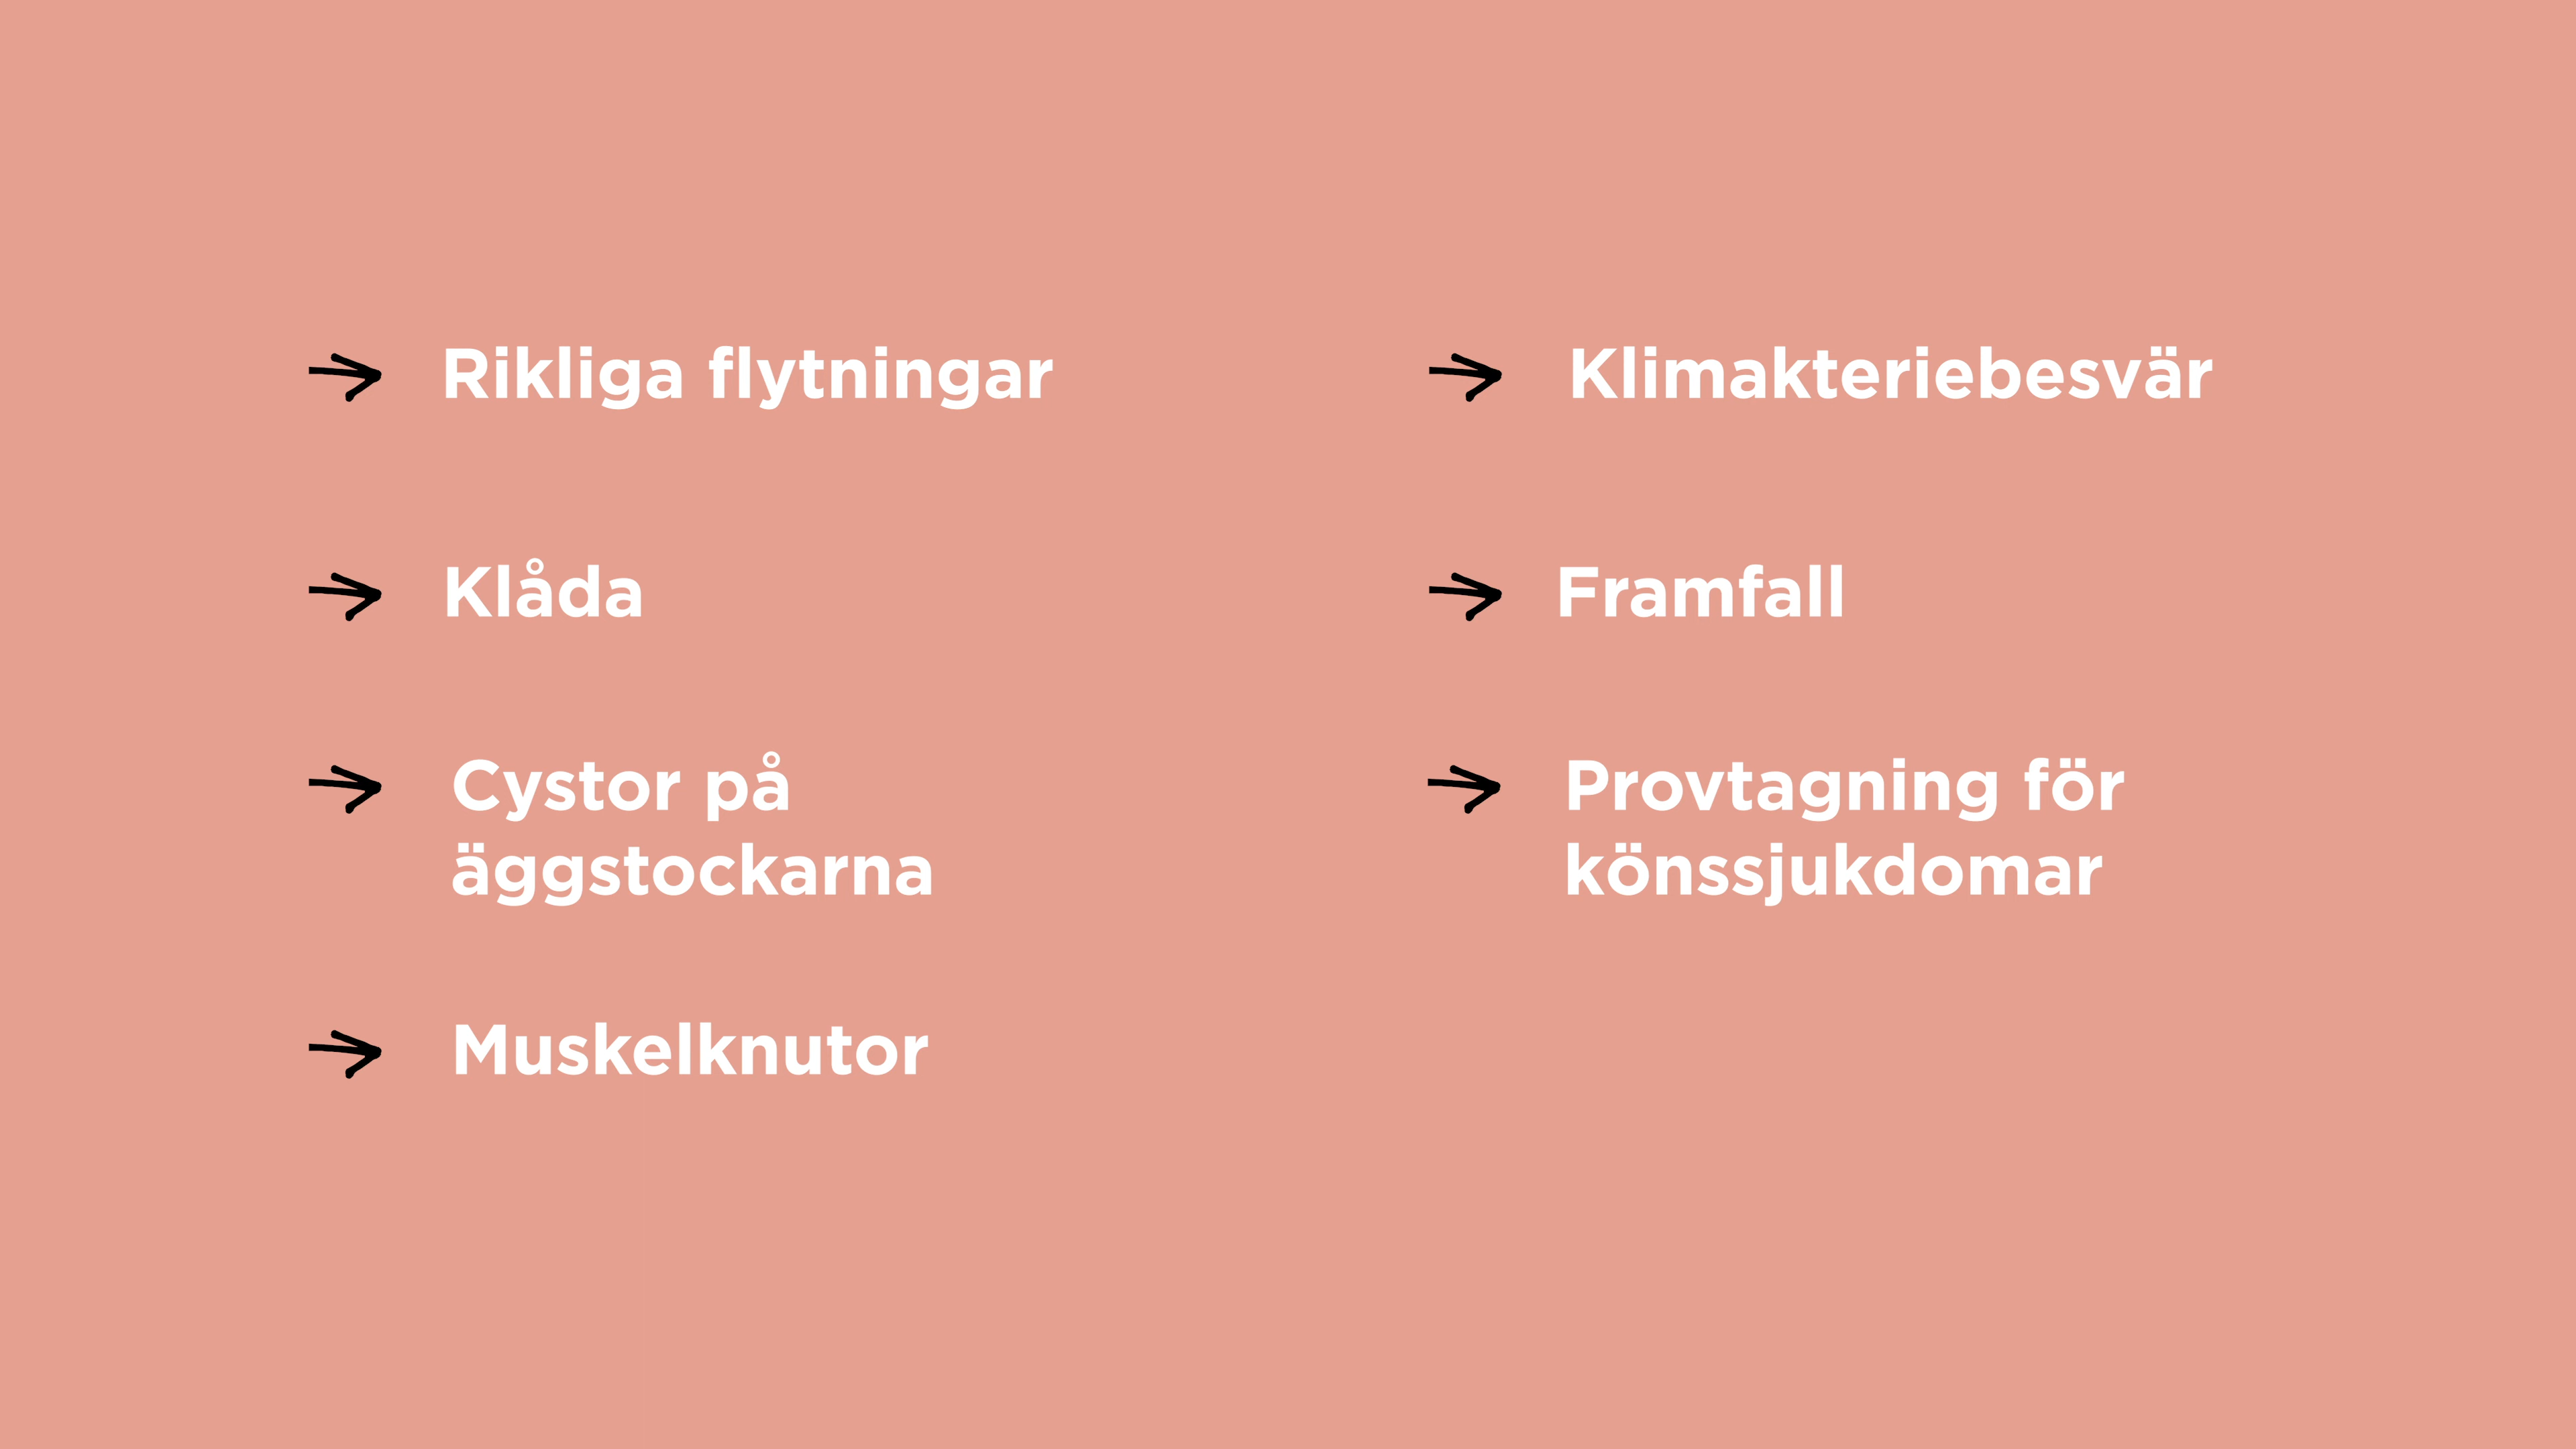 Rikliga flytningar
Klåda
Cystor på
äggstockarna
Muskelknutor
Klimakteriebesvär
Framfall
Provtagning för
könssjukdomar